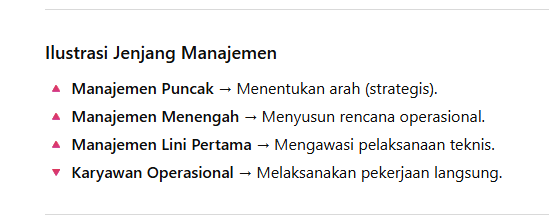 Ilustrasi Jenjang Manajemen
🔺 Manajemen Puncak → Menentukan arah (strategis).
🔺 Manajemen Menengah → Menyusun rencana operasional.
🔺 Manajemen Lini Pertama → Mengawasi pelaksanaan teknis.
🔻 Karyawan Operasional → Melaksanakan pekerjaan langsung.